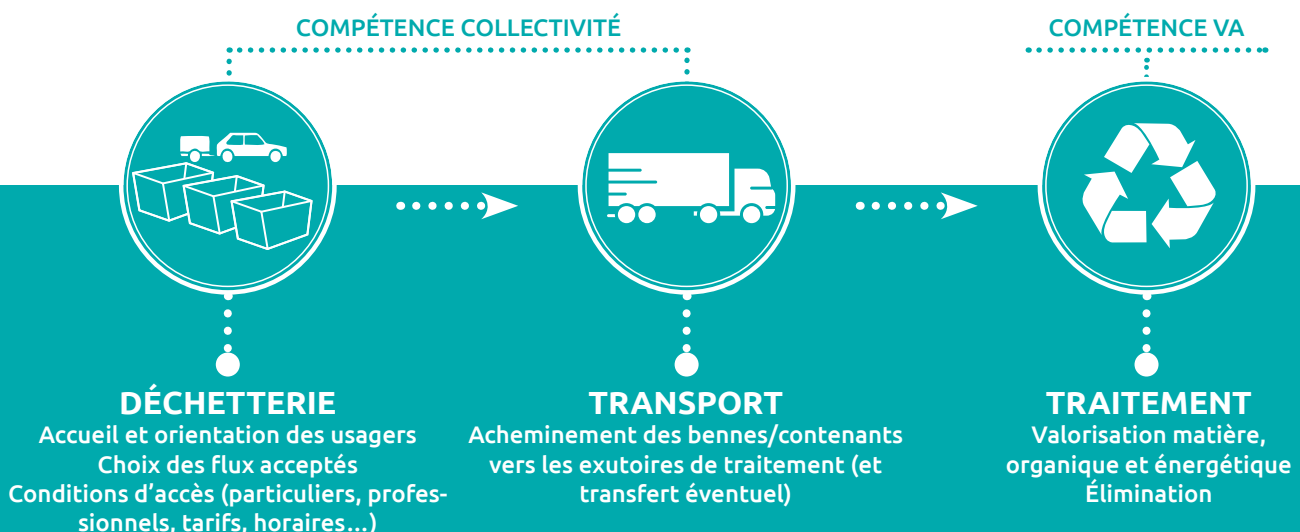 COMPÉTENCE COLLECTIVITÉ
COMPÉTENCE VA
DÉCHETTERIE
Accueil et orientation des usagers
Choix des flux acceptés
Conditions d'accès (particuliers, profes-
sionnels, tarifs, horaires...)
TRANSPORT
Acheminement des bennes/contenants
vers les exutoires de traitement (et
transfert éventuel)
TRAITEMENT
Valorisation matière,
organique et énergétique
Élimination